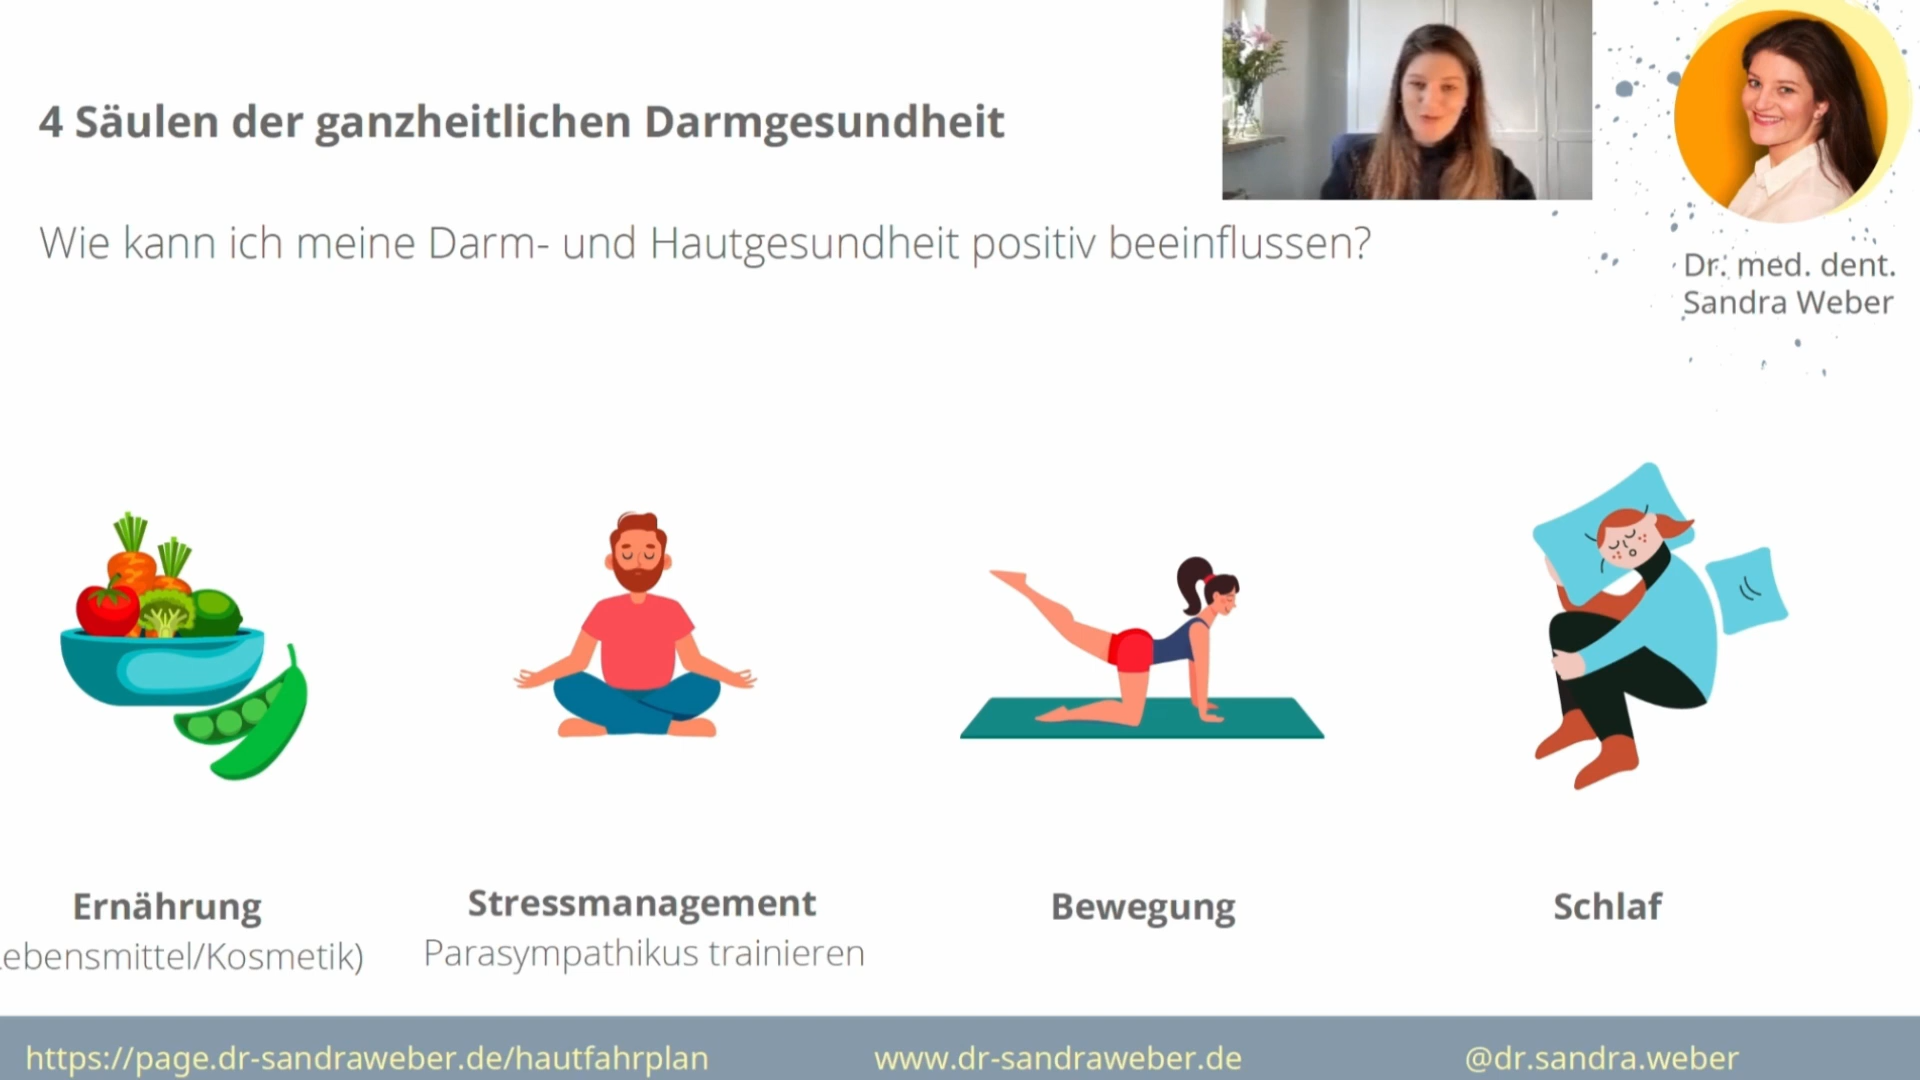 4 Säulen der ganzheitlichen Darmgesundheit
Wie kann ich meine Darm- und Hautgesundheit positiv beeinflussen?
Dr. med. dent.
Sandra Weber
Ernährung
ebensmittel/Kosmetik)
Stressmanagement
Parasympathikus trainieren
Bewegung
Schlaf
https://page.dr-sandraweber.de/hautfahrplan
www.dr-sandraweber.de
@dr.sandra.weber